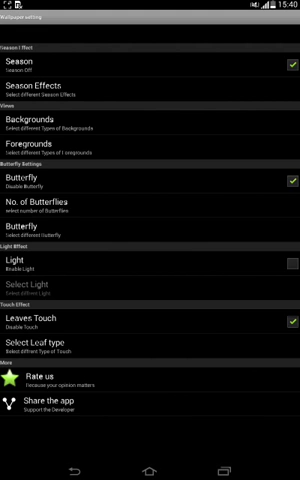 15:40
Wallpaper setting
Season Effect
Season
Season Off
Season Effects
Select different Season Effects
Views
Backgrounds
Select different Types of Backgrounds
Foregrounds
Select different Types of Foregrounds
Butterfly Settings
Butterfly
Disable Butterfly
No. of Butterflies
select number of Butterflies
Butterfly
Select different Butterfly
Light Effect
Light
Enable Light
Select Light
Select diffrent Light
Touch Effect
Leaves Touch
Disable Touch
Select Leaf type
Select diffrent Type of Touch
More
Rate us
Because your opinion matters
Share the app
Support the Developer